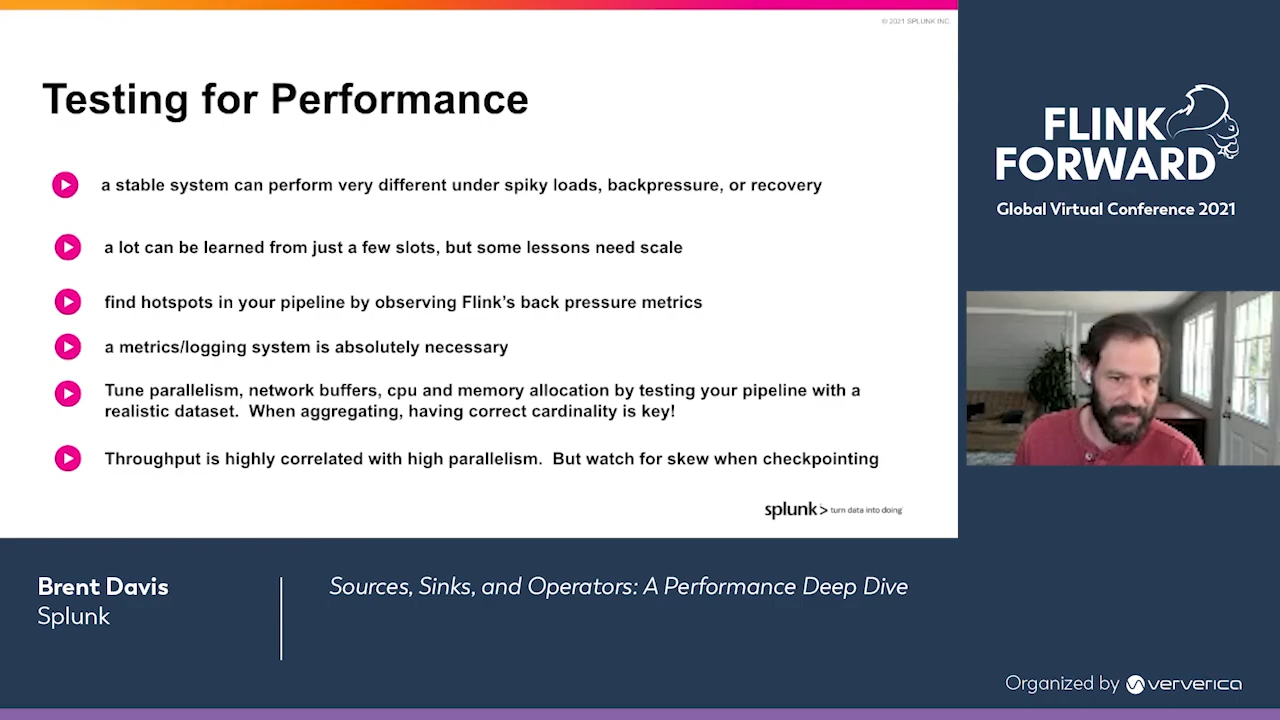 © 2021 SPLUNK INC.
Testing for Performance
a stable system can perform very different under spiky loads, backpressure, or recovery
a lot can be learned from just a few slots, but some lessons need scale
find hotspots in your pipeline by observing Flink's back pressure metrics
a metrics/logging system is absolutely necessary
Tune parallelism, network buffers, cpu and memory allocation by testing your pipeline with a
realistic dataset.  When aggregating, having correct cardinality is key!
Throughput is highly correlated with high parallelism.  But watch for skew when checkpointing
splunk> turn data into doing
FLINK
FORWARD
Global Virtual Conference 2021
Brent Davis
Splunk
Sources, Sinks, and Operators: A Performance Deep Dive
Organized by ververica